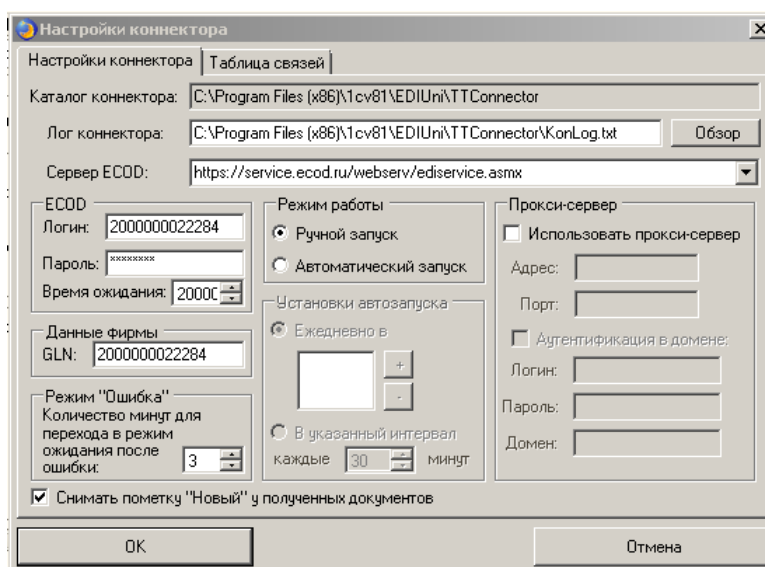 Настройки коннектора
Настройки коннектора Таблица связей
Каталог коннектора: C:\Program Files (x86)\1cv81\EDIUni\TTConnector
Лог коннектора: C:\Program Files (x86)\1cv81\EDIUni\TTConnector\KonLog.txt Обзор
Сервер ECOD: https://service.ecod.ru/webserv/ediservice.asmx
ECOD
Логин: 2000000022284
Пароль: ××××××××
Время ожидания: 2000
Данные фирмы
GLN: 2000000022284
Режим "Ошибка"
Количество минут для
перехода в режим
ожидания после
ошибки: 3
Режим работы
Ручной запуск
Автоматический запуск
Установки автозапуска
Ежедневно в
+
-
В указанный интервал
каждые 30 минут
Прокси-сервер
Использовать прокси-сервер
Адрес:
Порт:
Аутентификация в домене:
Логин:
Пароль:
Домен:
Снимать пометку "Новый" у полученных документов
OK Отмена